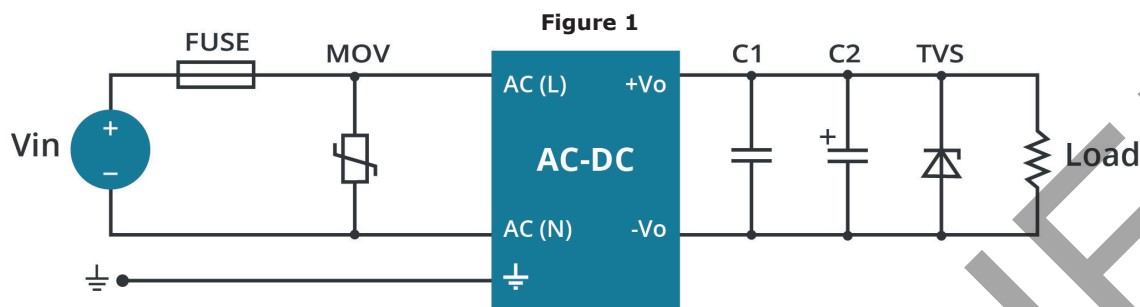 Figure 1
FUSE
MOV
C1
C2
TVS
AC (L)
+Vo
+
Vin
−
AC-DC
+
Load
AC (N)
-Vo